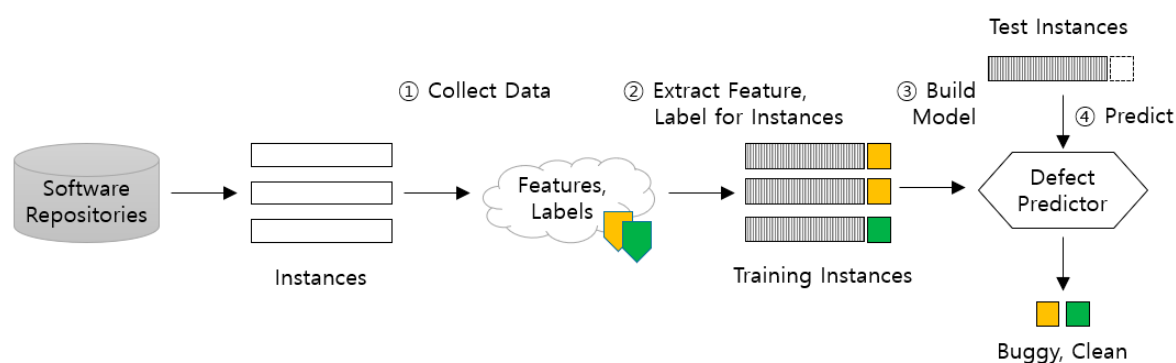 Test Instances
① Collect Data
② Extract Feature,
Label for Instances
③ Build
Model
④ Predict
Software
Repositories
Features,
Labels
Defect
Predictor
Instances
Training Instances
Buggy, Clean